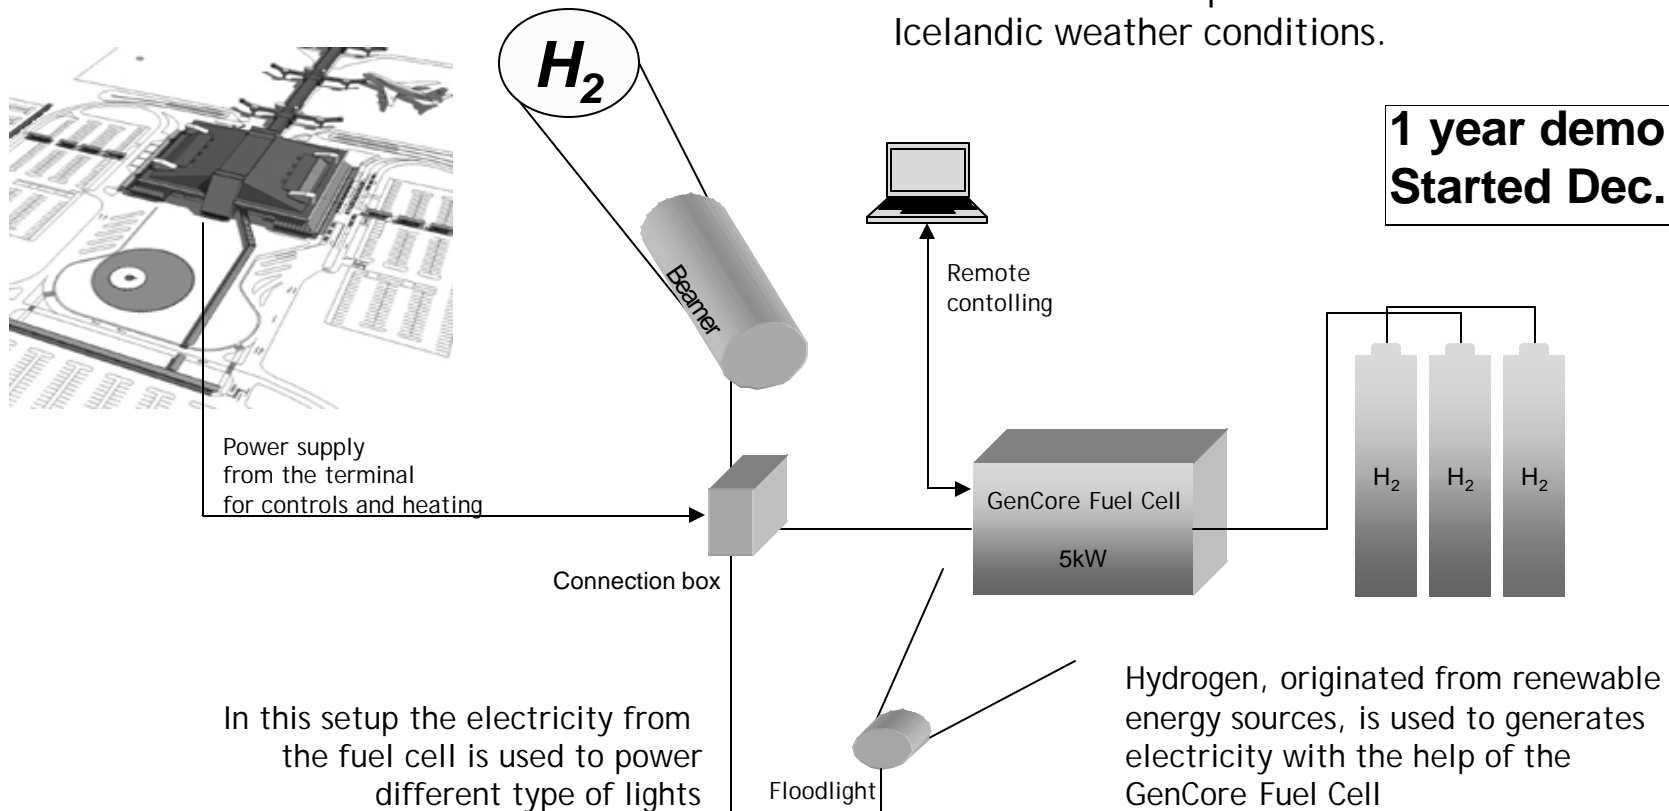 Icelandic weather conditions.
H2
1 year demo
Started Dec.
Beamer
Remote
contolling
Power supply
from the terminal
for controls and heating
GenCore Fuel Cell
5kW
H2 H2 H2
Connection box
In this setup the electricity from
the fuel cell is used to power
different type of lights
Floodlight
Hydrogen, originated from renewable
energy sources, is used to generates
electricity with the help of the
GenCore Fuel Cell